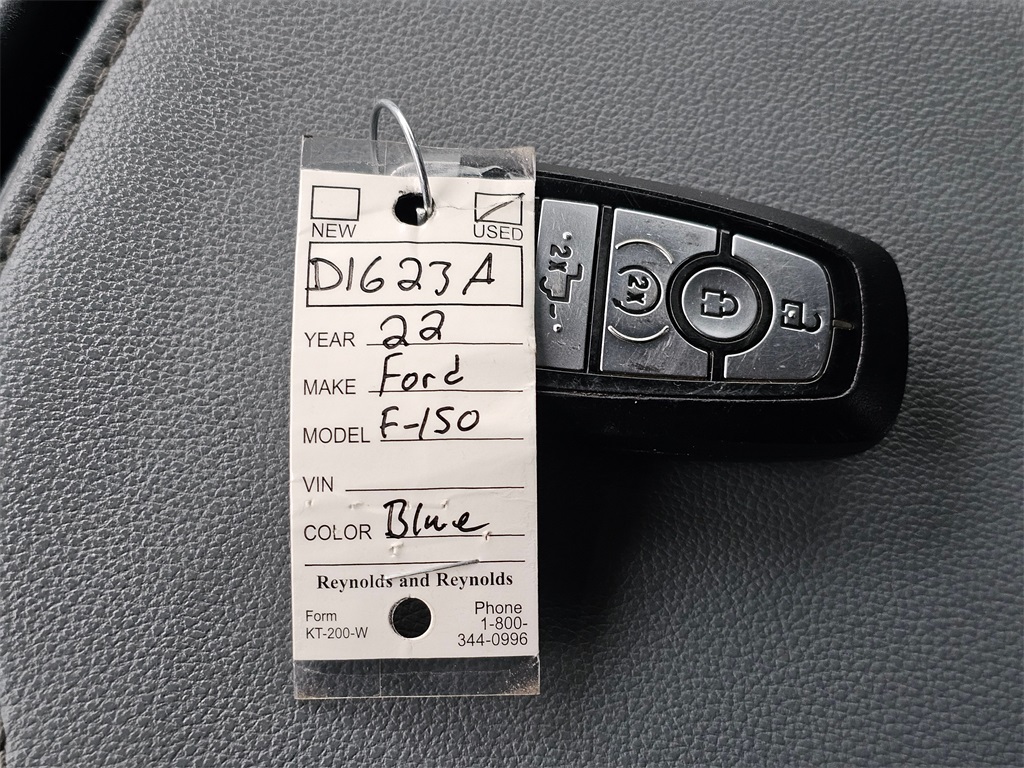 NEW USED
D1623A
YEAR 22
MAKE Ford
MODEL F-150
VIN
COLOR Blue
Reynolds and Reynolds
Form
KT-200-W
Phone
1-800-
344-0996
2x
2x